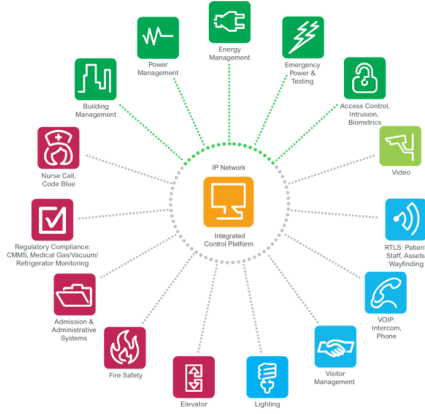 Energy
Management
Power
Management
Emergency
Power &
Testing
Building
Management
Access Control,
Intrusion,
Biometrics
Nurse Call,
Code Blue
IP Network
Video
Integrated
Control Platform
Regulatory Compliance:
CMMS, Medical Gas/Vacuum/
Refrigerator Monitoring
RTLS: Patient
Staff, Assets
Wayfinding
Admission &
Administrative
Systems
VOIP:
Intercom,
Phone
Fire Safety
Visitor
Management
Elevator
Lighting